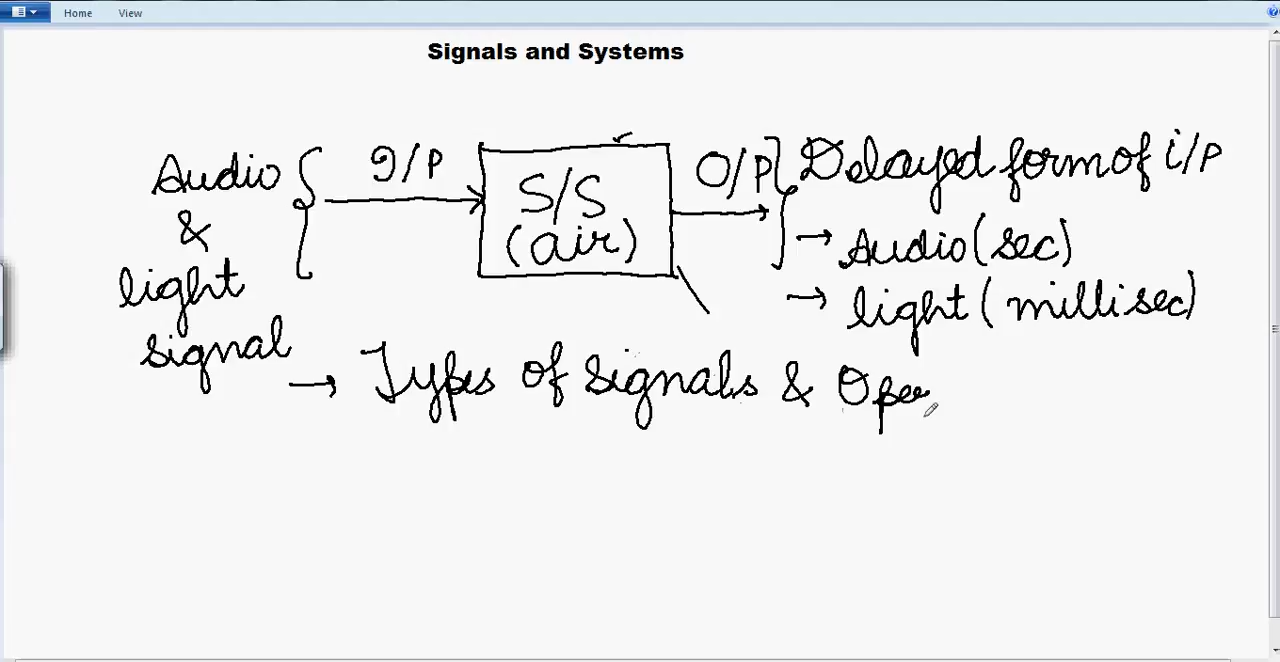 Home View
Signals and Systems
Audio & light signal
I/P
S/S
(air)
O/P
Delayed form of i/P
→ Audio (sec)
→ light (millisec)
→ Types of Signals & Ope